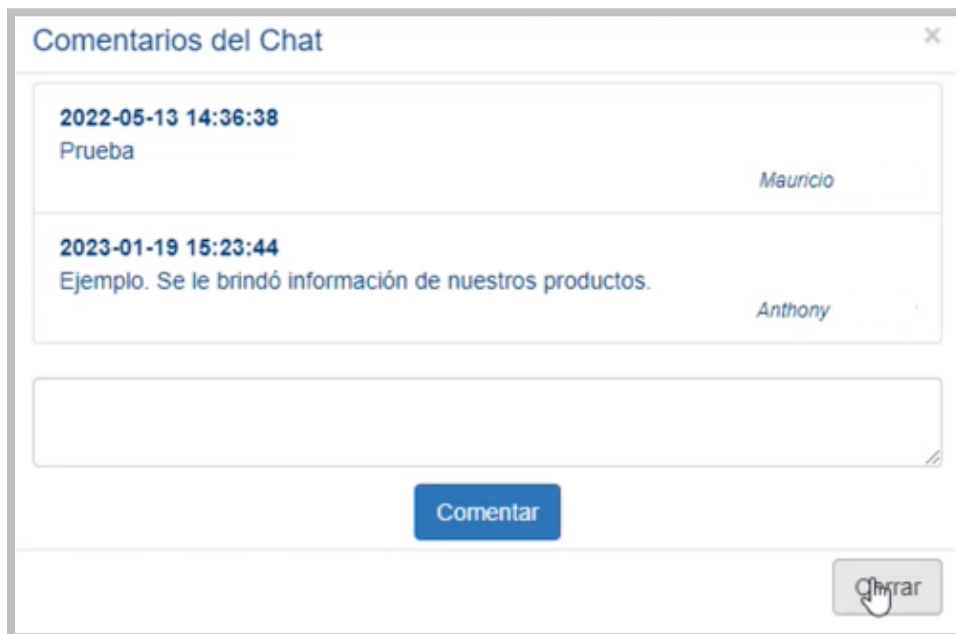 Comentarios del Chat
×
2022-05-13 14:36:38
Prueba
Mauricio
2023-01-19 15:23:44
Ejemplo. Se le brindó información de nuestros productos.
Anthony
Comentar
Cerrar